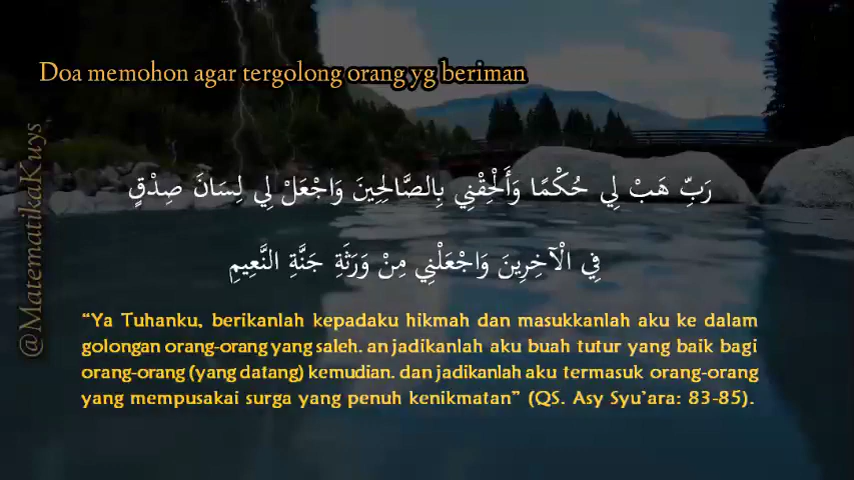 Doa memohon agar tergolong orang yg beriman
رَبِّ هَبْ لِي حُكْمًا وَأَلْحِقْنِي بِالصَّالِحِينَ وَاجْعَلْ لِي لِسَانَ صِدْقٍ
فِي الْآخِرِينَ وَاجْعَلْنِي مِنْ وَرَثَةِ جَنَّةِ النَّعِيمِ
“Ya Tuhanku, berikanlah kepadaku hikmah dan masukkanlah aku ke dalam
golongan orang-orang yang saleh. an jadikanlah aku buah tutur yang baik bagi
orang-orang (yang datang) kemudian. dan jadikanlah aku termasuk orang-orang
yang mempusakai surga yang penuh kenikmatan” (QS. Asy Syu’ara: 83-85).
@MatematikaKuys